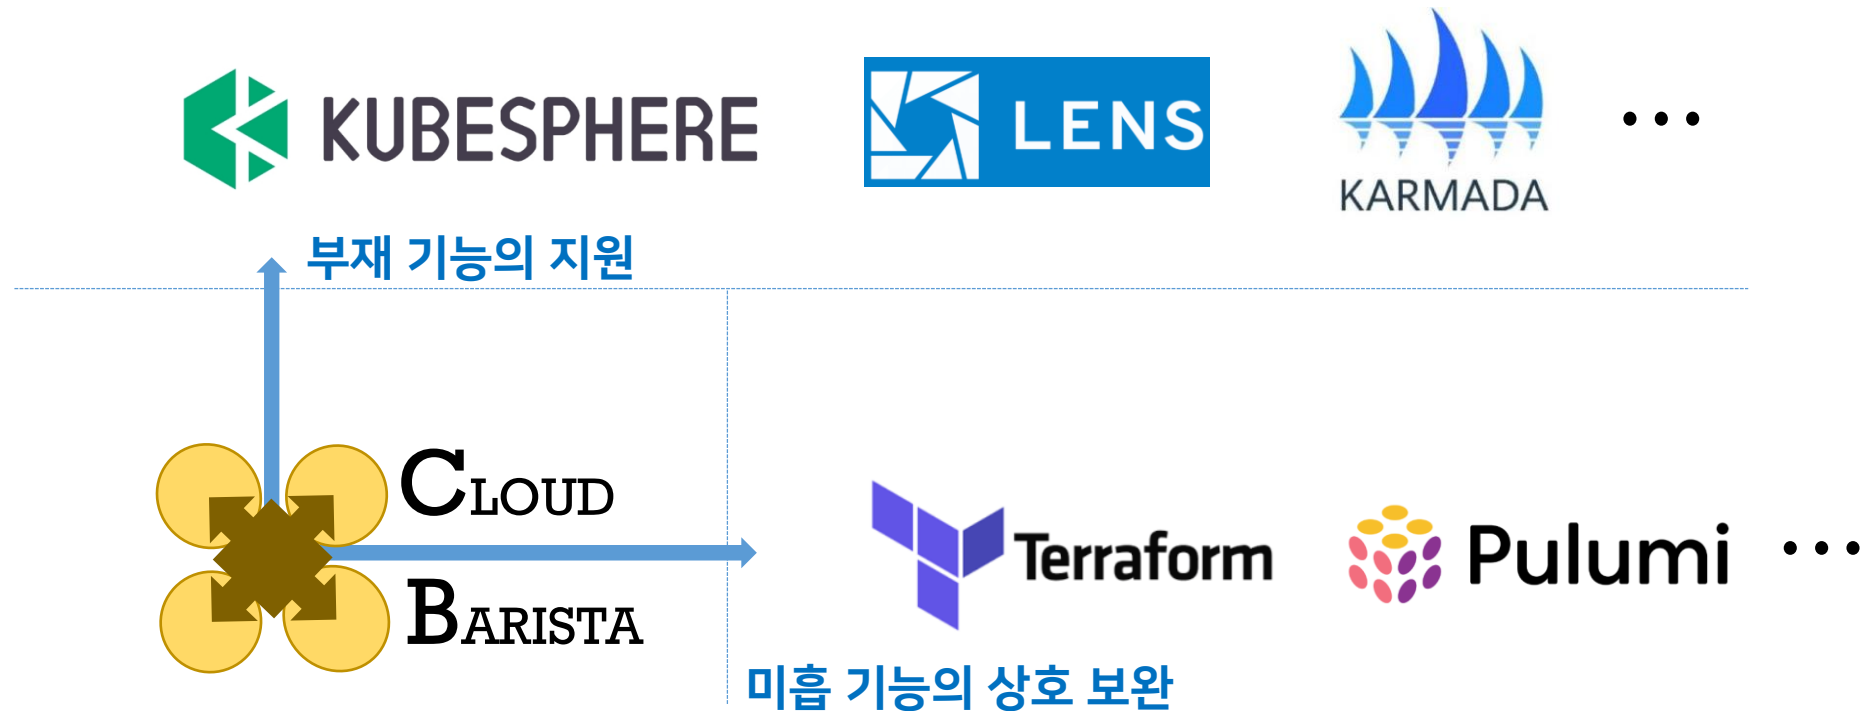 KUBESPHERE
LENS
KARMADA
...
부재 기능의 지원
CLOUD
BARISTA
Terraform
Pulumi
...
미흡 기능의 상호 보완